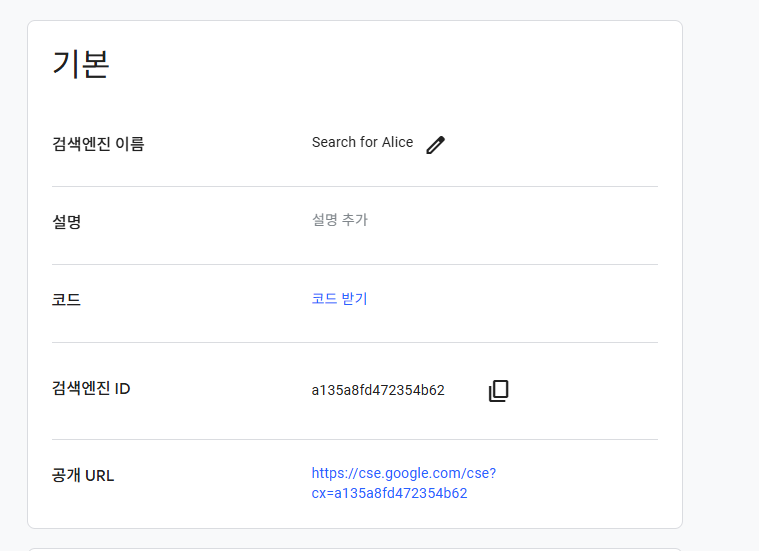 기본
검색엔진 이름
Search for Alice
설명
설명 추가
코드
코드 받기
검색엔진 ID
a135a8fd472354b62
공개 URL
https://cse.google.com/cse?
cx=a135a8fd472354b62